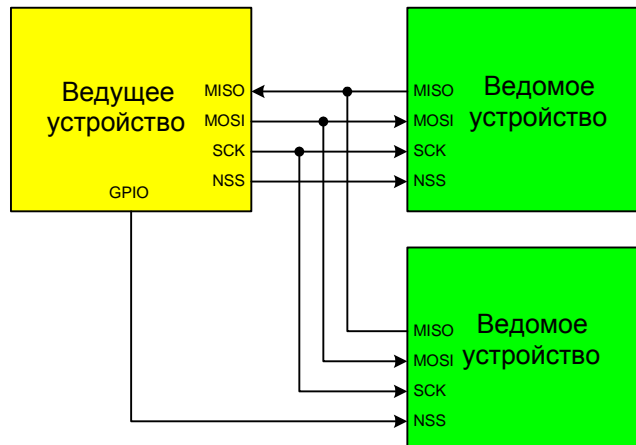 Ведущее
устройство
MISO
MOSI
SCK
NSS
GPIO
Ведомое
устройство
MISO
MOSI
SCK
NSS
Ведомое
устройство
MISO
MOSI
SCK
NSS